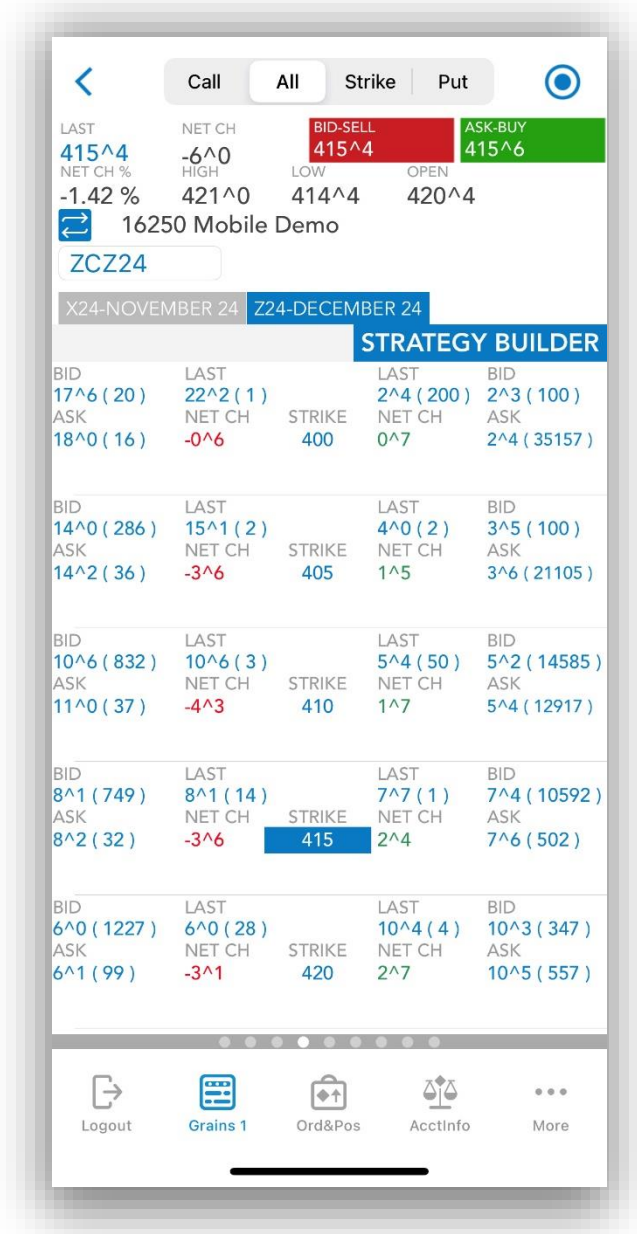 Call All Strike Put
LAST NET CH BID-SELL ASK-BUY
415^4 -6^0 415^4 415^6
NET CH % HIGH LOW OPEN
-1.42 % 421^0 414^4 420^4
16250 Mobile Demo
ZCZ24
X24-NOVEMBER 24 Z24-DECEMBER 24
STRATEGY BUILDER
BID LAST LAST BID
17^6 ( 20 ) 22^2 ( 1 ) 2^4 ( 200 ) 2^3 ( 100 )
ASK NET CH STRIKE NET CH ASK
18^0 ( 16 ) -0^6 400 0^7 2^4 ( 35157 )
BID LAST LAST BID
14^0 ( 286 ) 15^1 ( 2 ) 4^0 ( 2 ) 3^5 ( 100 )
ASK NET CH STRIKE NET CH ASK
14^2 ( 36 ) -3^6 405 1^5 3^6 ( 21105 )
BID LAST LAST BID
10^6 ( 832 ) 10^6 ( 3 ) 5^4 ( 50 ) 5^2 ( 14585 )
ASK NET CH STRIKE NET CH ASK
11^0 ( 37 ) -4^3 410 1^7 5^4 ( 12917 )
BID LAST LAST BID
8^1 ( 749 ) 8^1 ( 14 ) 7^7 ( 1 ) 7^4 ( 10592 )
ASK NET CH STRIKE NET CH ASK
8^2 ( 32 ) -3^6 415 2^4 7^6 ( 502 )
BID LAST LAST BID
6^0 ( 1227 ) 6^0 ( 28 ) 10^4 ( 4 ) 10^3 ( 347 )
ASK NET CH STRIKE NET CH ASK
6^1 ( 99 ) -3^1 420 2^7 10^5 ( 557 )
Logout Grains 1 Ord&Pos AcctInfo More